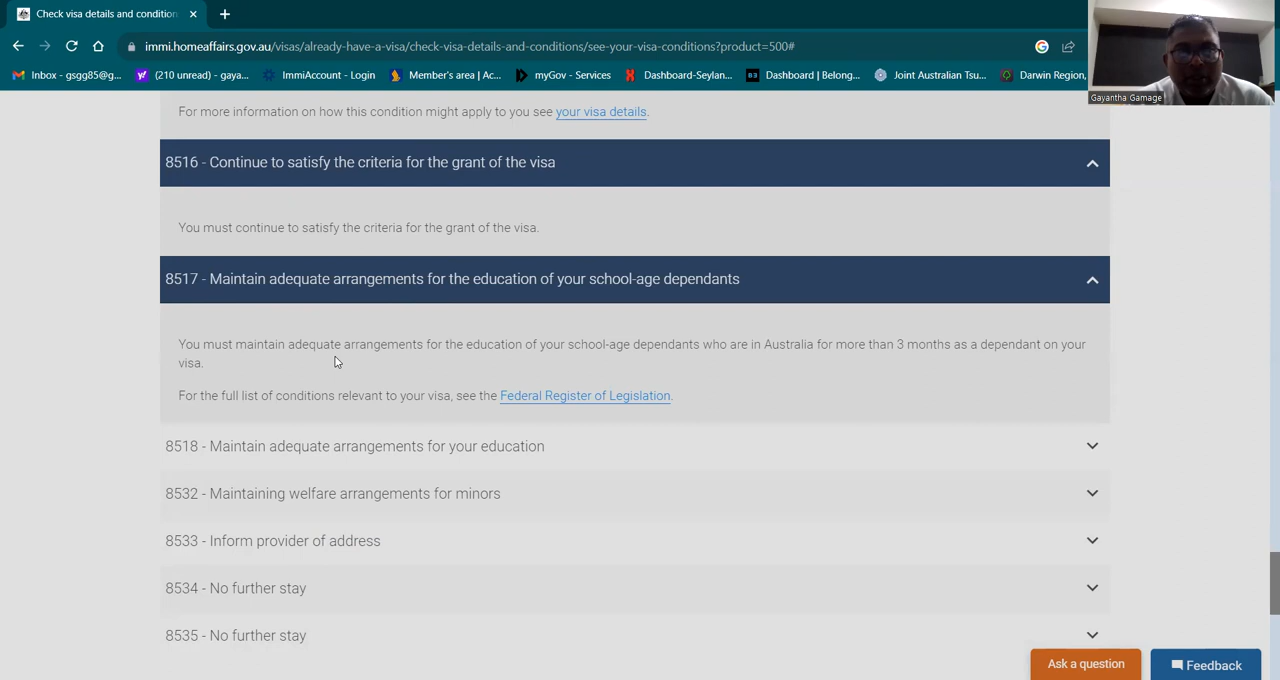 Check visa details and condition
immi.homeaffairs.gov.au/visas/already-have-a-visa/check-visa-details-and-conditions/see-your-visa-conditions?product=500#
Inbox - gsgg85@g... (210 unread) - gaya... ImmiAccount - Login Member's area | Ac... myGov - Services Dashboard-Seylan... Dashboard | Belong... Joint Australian Tsu... Darwin Region,
Gayantha Gamage
For more information on how this condition might apply to you see your visa details.
8516 - Continue to satisfy the criteria for the grant of the visa
You must continue to satisfy the criteria for the grant of the visa.
8517 - Maintain adequate arrangements for the education of your school-age dependants
You must maintain adequate arrangements for the education of your school-age dependants who are in Australia for more than 3 months as a dependant on your
visa.
For the full list of conditions relevant to your visa, see the Federal Register of Legislation.
8518 - Maintain adequate arrangements for your education
8532 - Maintaining welfare arrangements for minors
8533 - Inform provider of address
8534 - No further stay
8535 - No further stay
Ask a question
Feedback